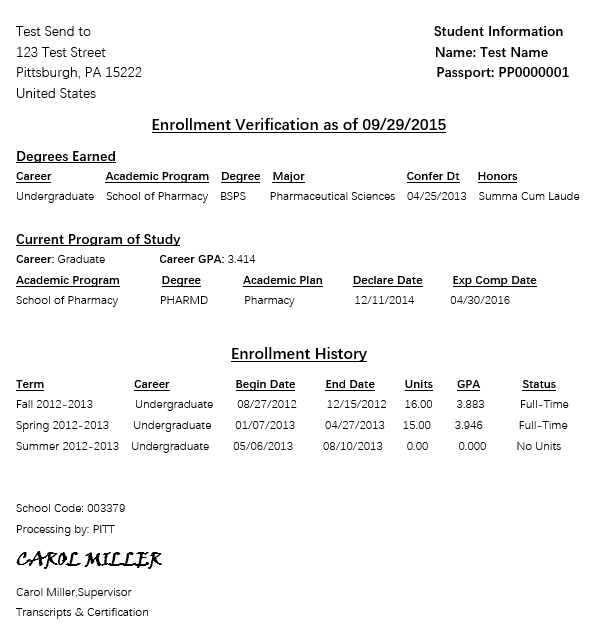 Test Send to
123 Test Street
Pittsburgh, PA 15222
United States
Student Information
Name: Test Name
Passport: PP0000001
Enrollment Verification as of 09/29/2015
Degrees Earned
Career Academic Program Degree Major Confer Dt Honors
Undergraduate School of Pharmacy BSPS Pharmaceutical Sciences 04/25/2013 Summa Cum Laude
Current Program of Study
Career: Graduate Career GPA: 3.414
Academic Program Degree Academic Plan Declare Date Exp Comp Date
School of Pharmacy PHARMD Pharmacy 12/11/2014 04/30/2016
Enrollment History
Term Career Begin Date End Date Units GPA Status
Fall 2012-2013 Undergraduate 08/27/2012 12/15/2012 16.00 3.883 Full-Time
Spring 2012-2013 Undergraduate 01/07/2013 04/27/2013 15.00 3.946 Full-Time
Summer 2012-2013 Undergraduate 05/06/2013 08/10/2013 0.00 0.000 No Units
School Code: 003379
Processing by: PITT
CAROL MILLER
Carol Miller,Supervisor
Transcripts & Certification